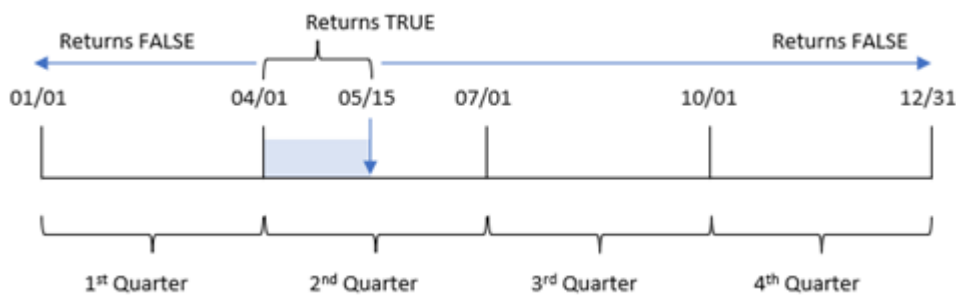 Returns TRUE
Returns FALSE
Returns FALSE
01/01
04/01
05/15
07/01
10/01
12/31
1st Quarter
2nd Quarter
3rd Quarter
4th Quarter